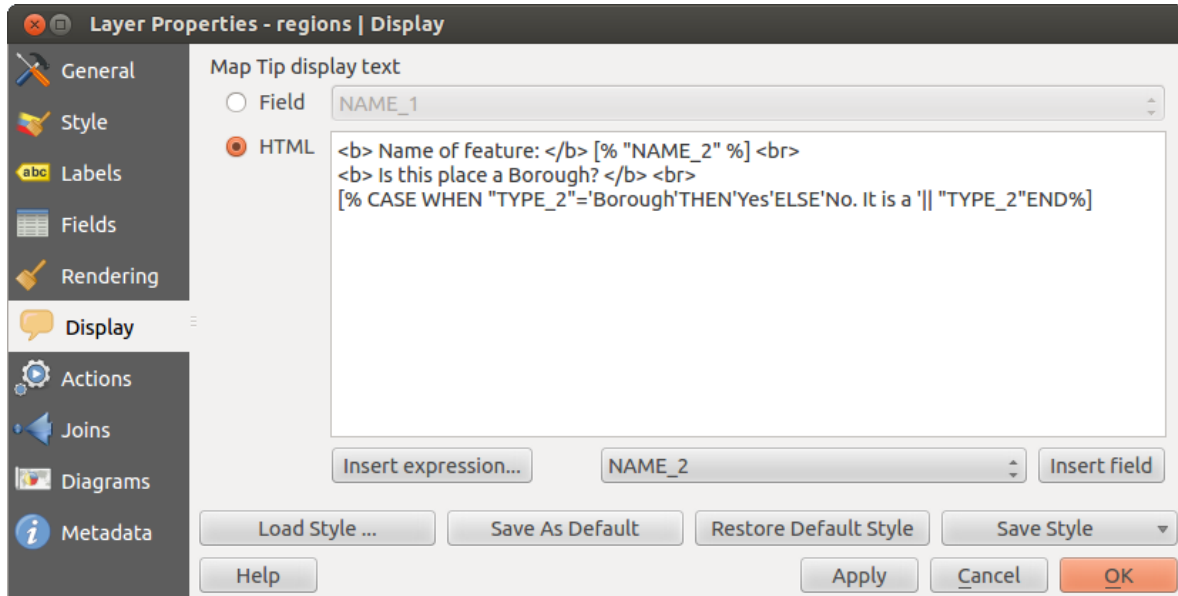 Layer Properties - regions | Display
General
Style
abc Labels
Fields
Rendering
Display
Actions
Joins
Diagrams
i Metadata
Map Tip display text
Field NAME_1
HTML
<b> Name of feature: </b> [% "NAME_2" %] <br>
<b> Is this place a Borough? </b> <br>
[% CASE WHEN "TYPE_2"='Borough'THEN'Yes'ELSE'No. It is a '|| "TYPE_2"END%]
Insert expression... NAME_2 Insert field
Load Style ... Save As Default Restore Default Style Save Style
Help Apply Cancel OK